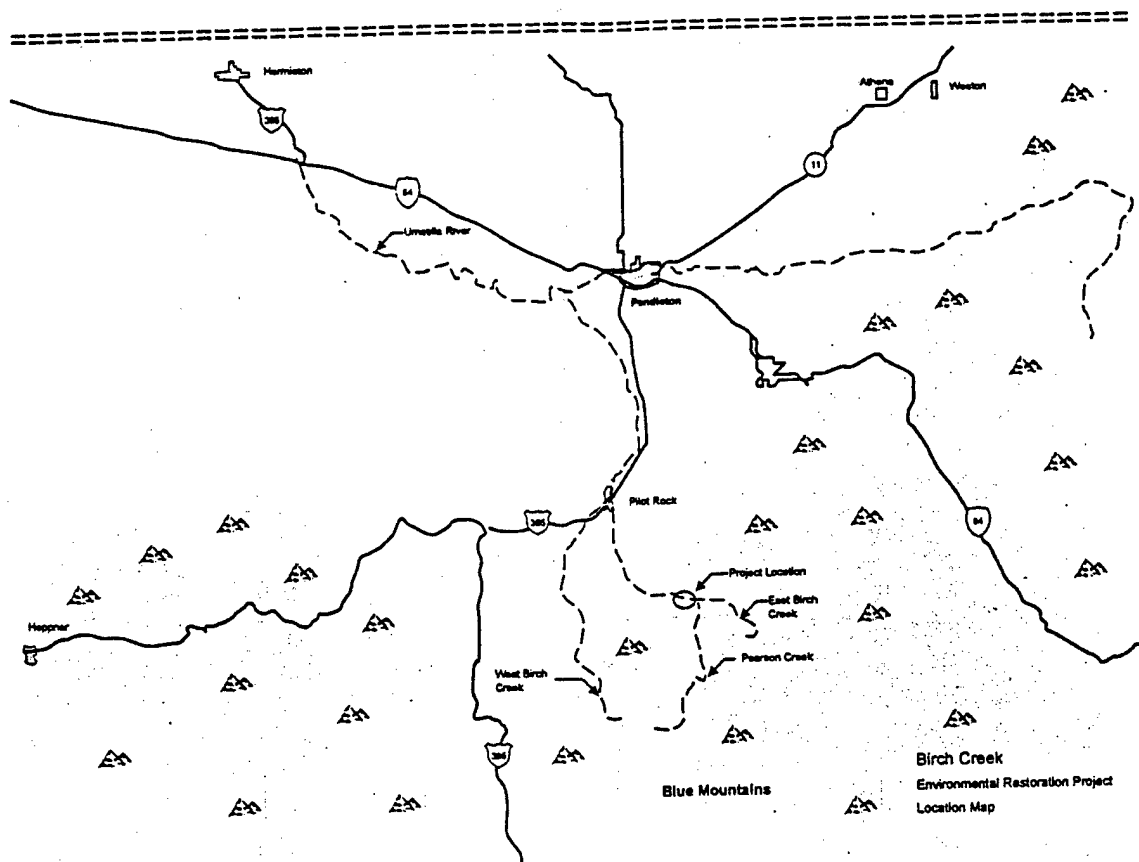 Hermiston
Athena
Weston
395
11
84
Umatilla River
Pendleton
Pilot Rock
395
84
Project Location
East Birch
Creek
Heppner
West Birch
Creek
Pearson Creek
395
Birch Creek
Environmental Restoration Project
Blue Mountains
Location Map